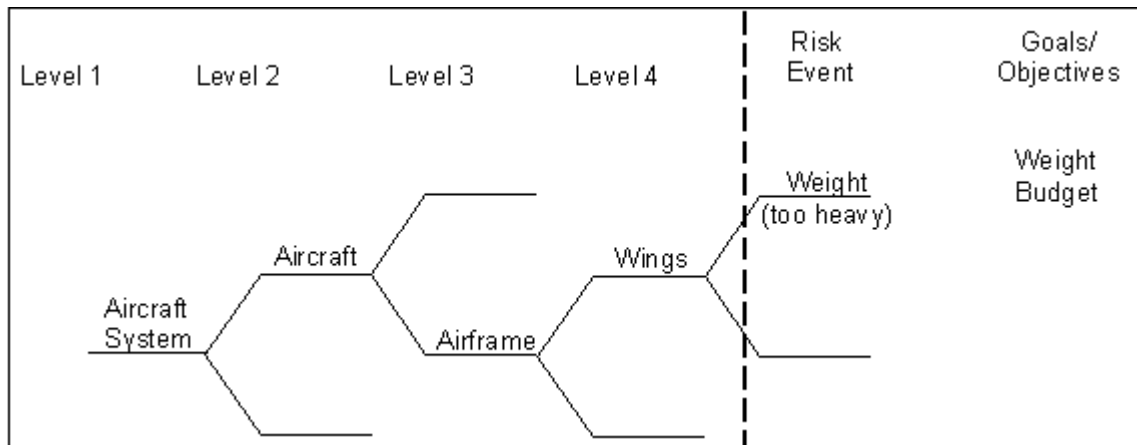 Level 1
Level 2
Level 3
Level 4
Risk
Event
Goals/
Objectives
Weight
Budget
Weight
(too heavy)
Aircraft
Wings
Aircraft
System
Airframe